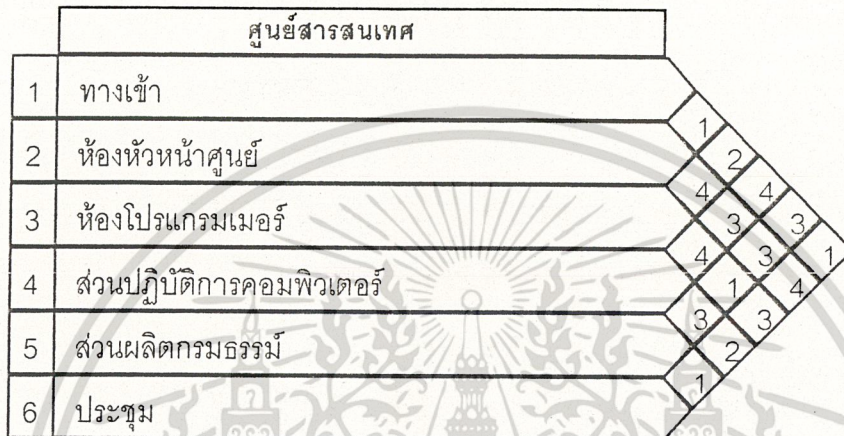 ศูนย์สารสนเทศ
1 ทางเข้า
2 ห้องหัวหน้าศูนย์
3 ห้องโปรแกรมเมอร์
4 ส่วนปฏิบัติการคอมพิวเตอร์
5 ส่วนผลิตกรมธรรม์
6 ประชุม
1
2
4 4
3 3
4 3 1
1 4
3 3
2
1